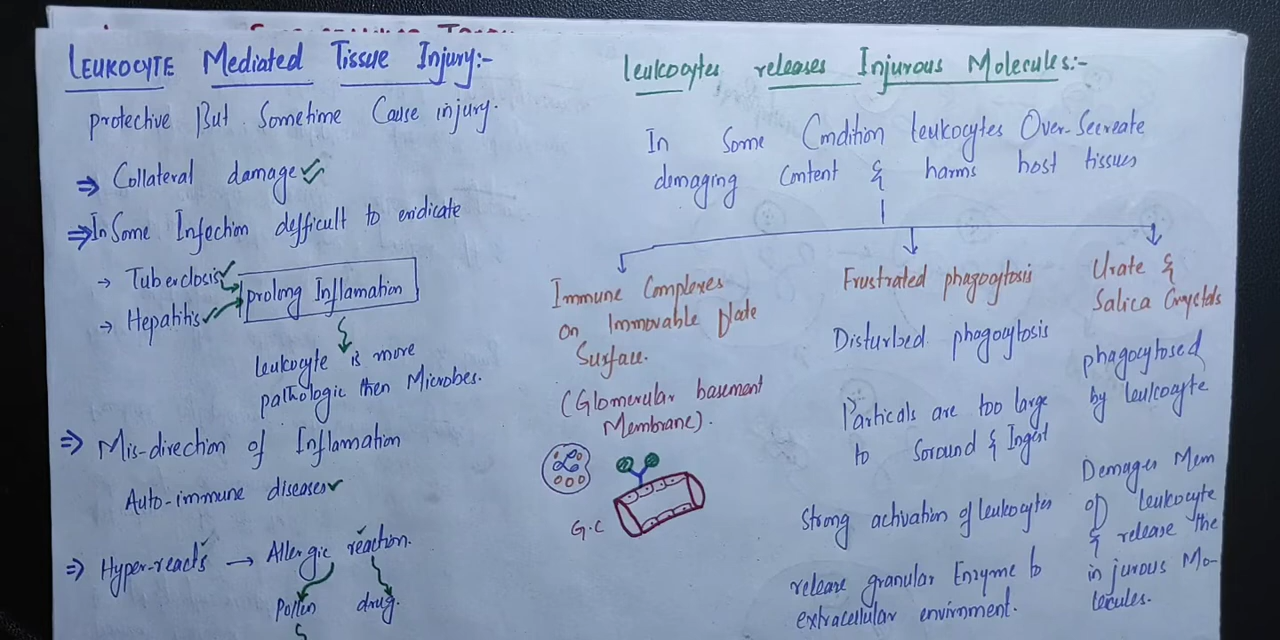 LEUKOCYTE Mediated Tissue Injury:-
protective But Sometime Cause injury.
⇒ Collateral damage
⇒ In Some Infection defficult to eridicate
→ Tuberclosis
→ Hepatitis
prolong Inflamation
leukocyte is more
pathologic then Microbes.
⇒ Mis-direction of Inflamation
Auto-immune diseases
⇒ Hyper-reacts → Allergic reaction.
pollen drug.
leukocytes releases Injurous Molecules:-
In Some Condition leukocytes Over-Secreate
damaging Content & harms host tissues
Immune Complexes
on Immovable Surface.
(Glomerular basement
Membrane).
G.C
Frustrated phagocytosis
Disturbed phagocytosis
Particals are too large
to Soround & Ingest
Strong activation of leukocytes
release granular Enzyme to
extracellular envirnment.
Urate &
Salica Crystals
phagocytosed
by leukocyte
Demages Mem
of leukocyte
& release the
injurous Mo-
lecules.